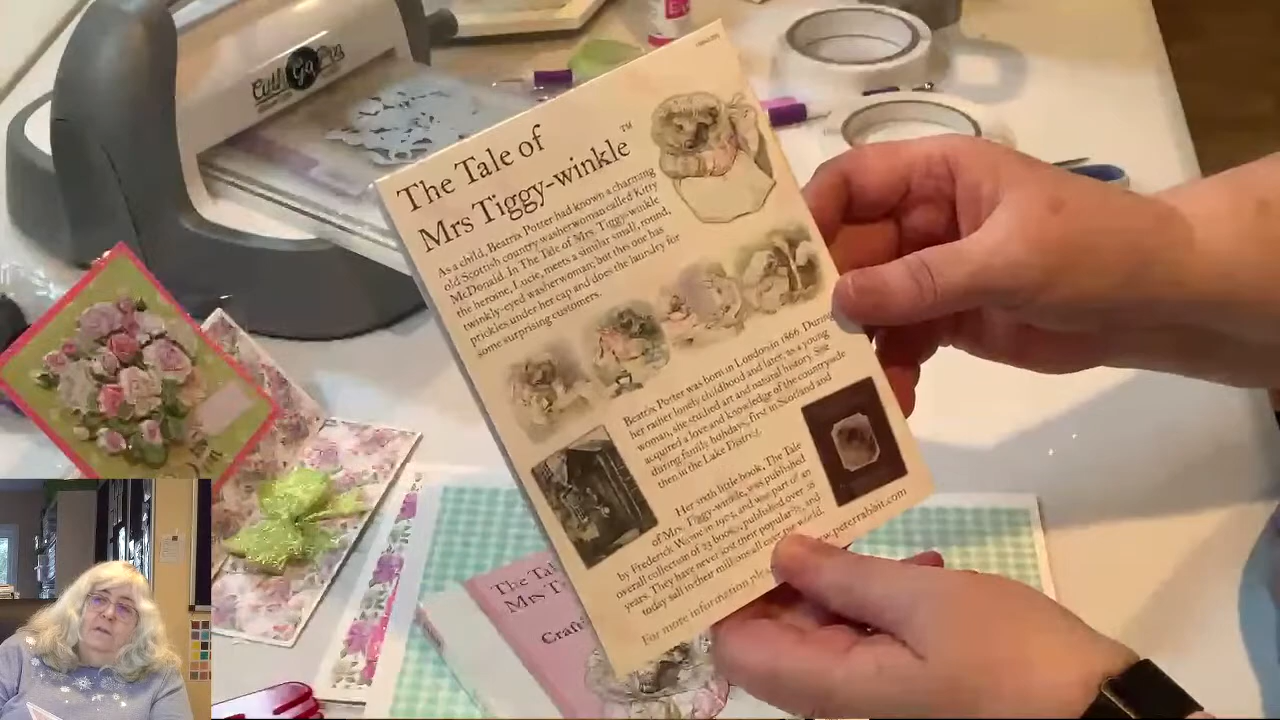 Cut Go Pro
The Tale of
Mrs Tiggy-winkle™
As a child, Beatrix Potter had known a charming
old Scottish country washerwoman called Kitty
McDonald. In The Tale of Mrs. Tiggy-winkle
the heroine, Lucie, meets a similar small, round,
twinkly-eyed washerwoman; but this one has
prickles under her cap and does the laundry for
some surprising customers.
Beatrix Potter was born in London in 1866. During
her rather lonely childhood and later, as a young
woman, she studied art and natural history. She
acquired a love and knowledge of the countryside
during family holidays, first in Scotland and
then in the Lake District.
Her sixth little book, The Tale
of Mrs. Tiggy-winkle, was published
by Frederick Warne in 1905, and was part of an
overall collection of 23 books, published over 28
years. They have never lost their popularity, and
today sell in their millions all over the world.
For more information
www.peterrabbit.com
The Tal
Mrs T
Craft